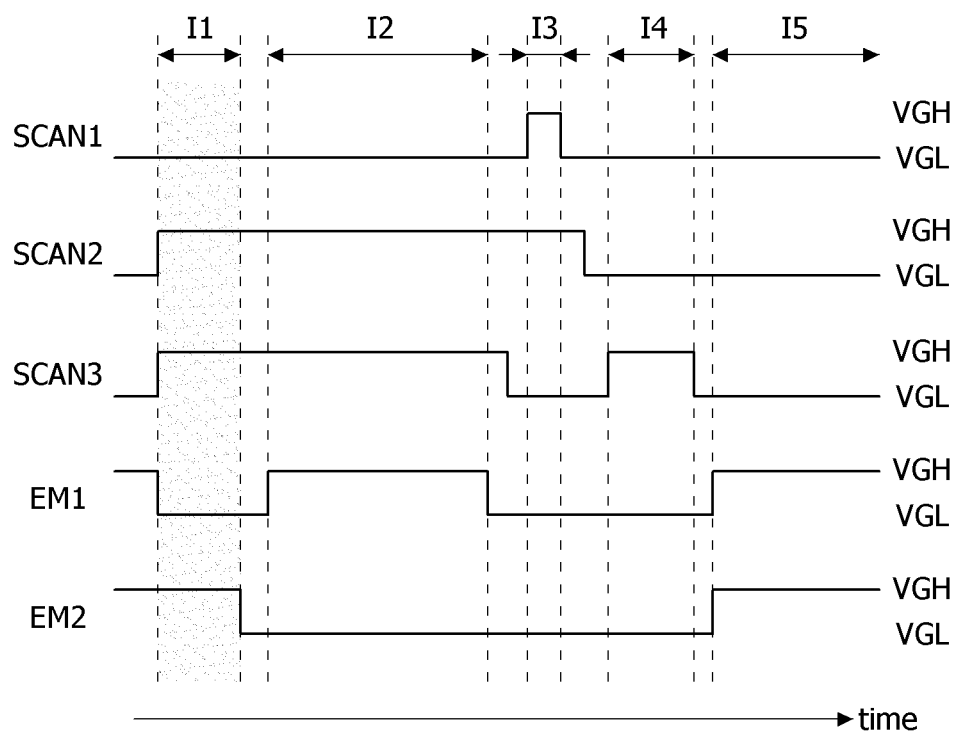 I1 I2 I3 I4 I5
SCAN1 VGH
VGL
SCAN2 VGH
VGL
SCAN3 VGH
VGL
EM1 VGH
VGL
EM2 VGH
VGL
time